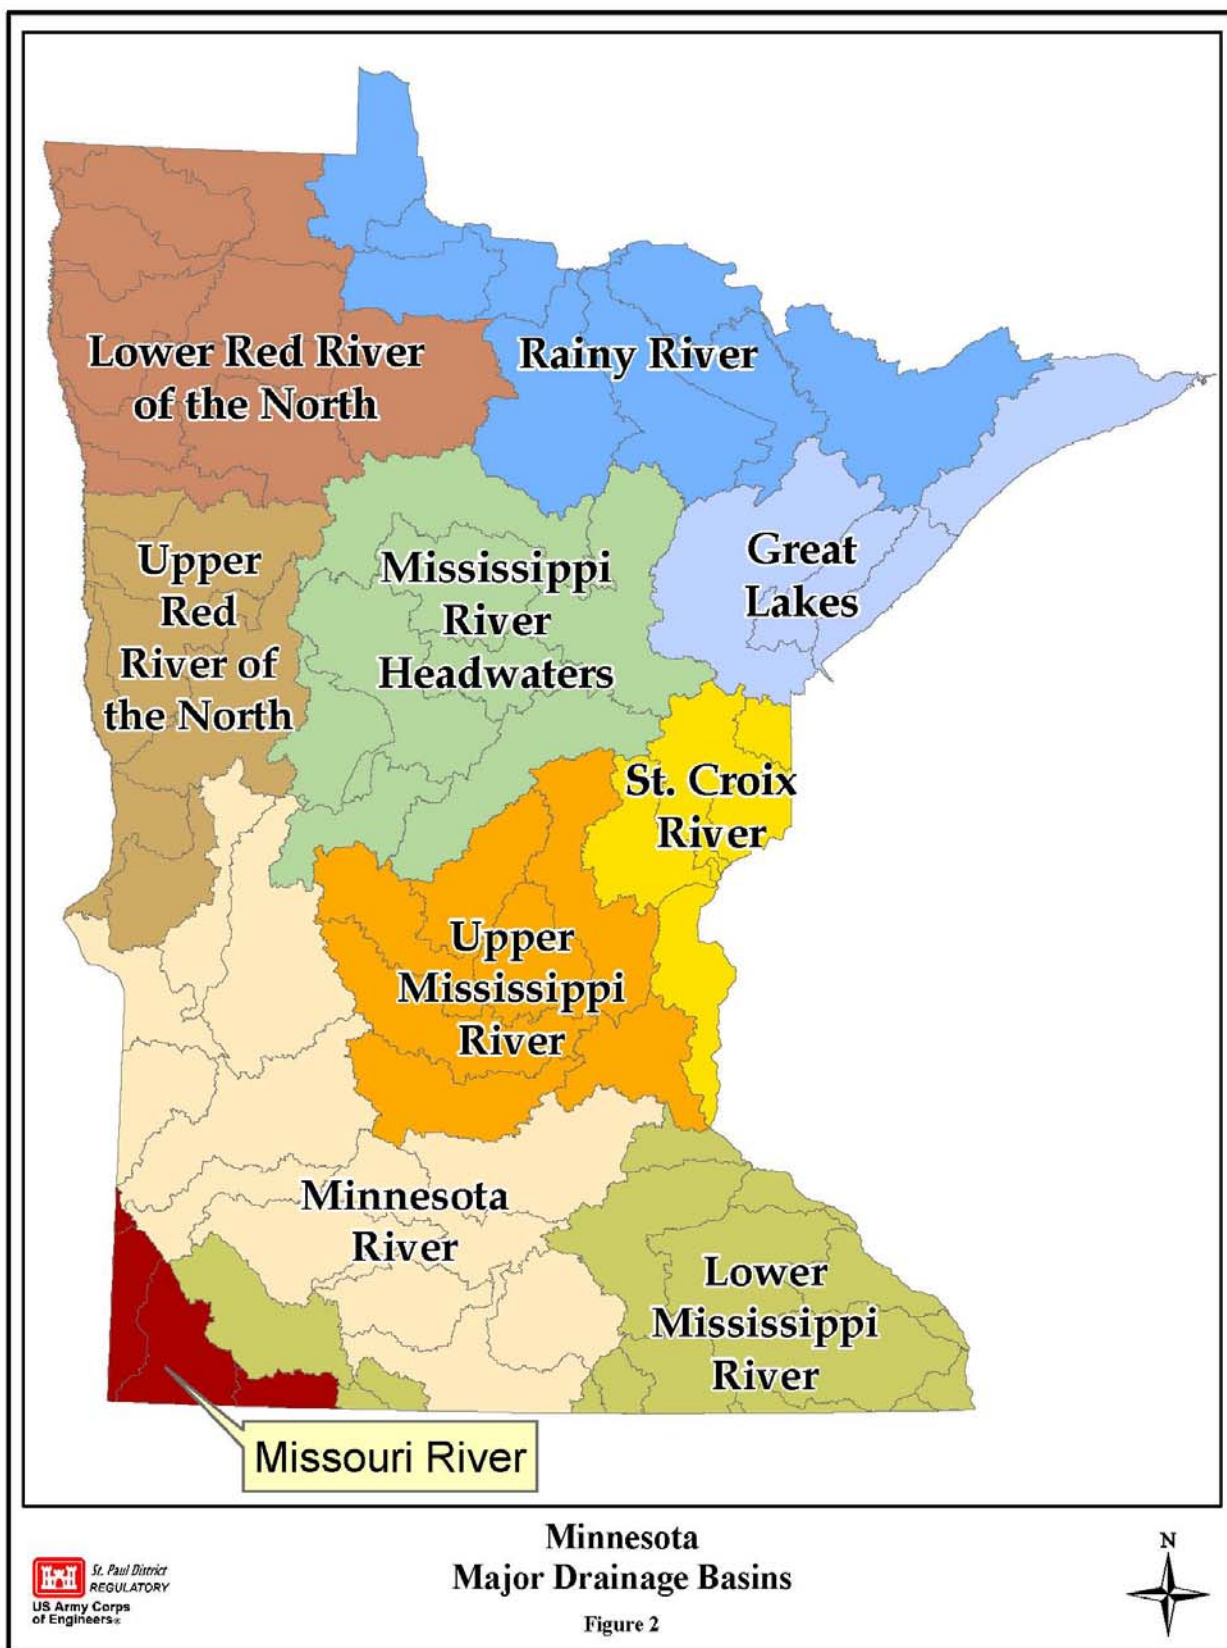 Lower Red River
of the North
Rainy River
Upper
Red
River of
the North
Mississippi
River
Headwaters
Great
Lakes
St. Croix
River
Upper
Mississippi
River
Minnesota
River
Lower
Mississippi
River
Missouri River
Minnesota
Major Drainage Basins
Figure 2
St. Paul District
REGULATORY
US Army Corps
of Engineers®
N